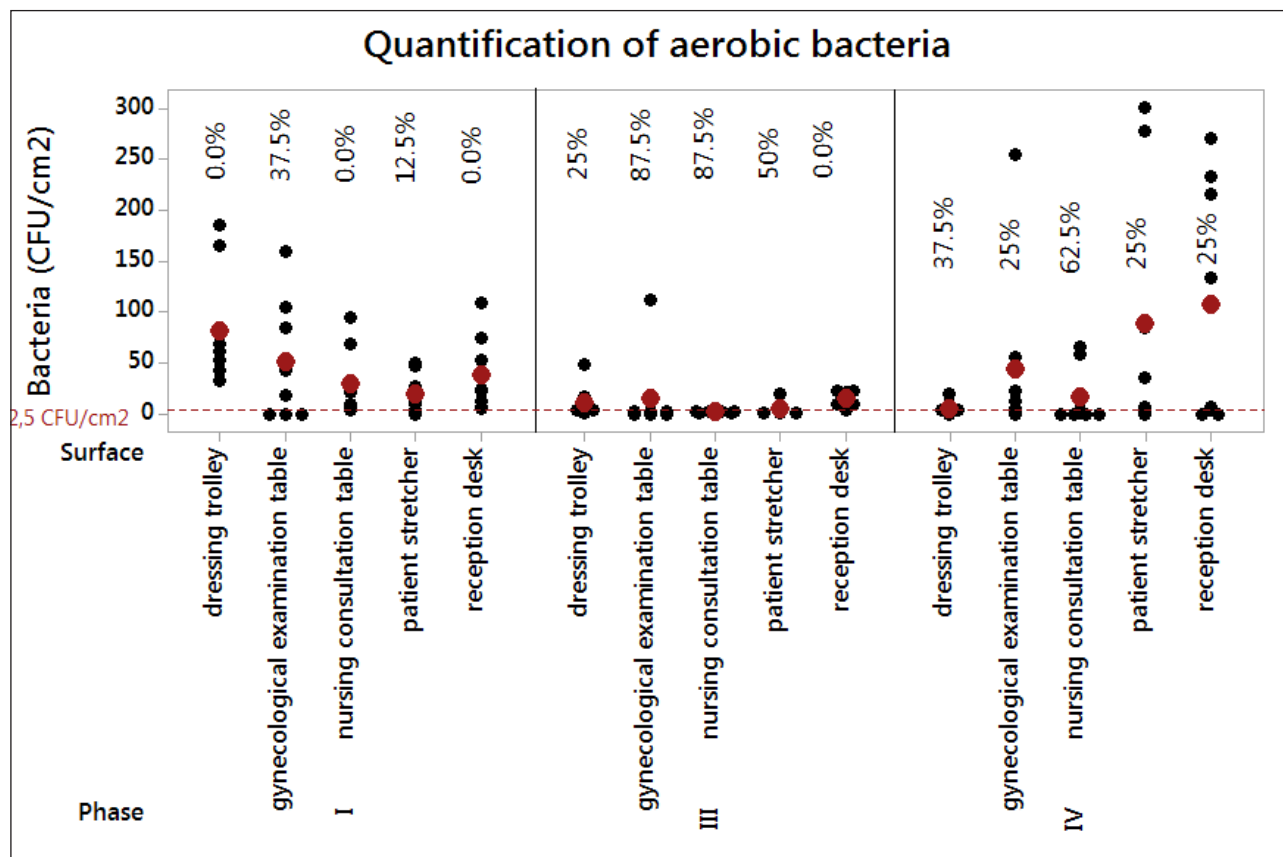 Quantification of aerobic bacteria
Bacteria (CFU/cm2)
300
250
200
150
100
50
0
2,5 CFU/cm2
0.0%
37.5%
0.0%
12.5%
0.0%
25%
87.5%
87.5%
50%
0.0%
37.5%
25%
62.5%
25%
25%
Surface
dressing trolley
gynecological examination table
nursing consultation table
patient stretcher
reception desk
dressing trolley
gynecological examination table
nursing consultation table
patient stretcher
reception desk
dressing trolley
gynecological examination table
nursing consultation table
patient stretcher
reception desk
Phase
I
III
IV